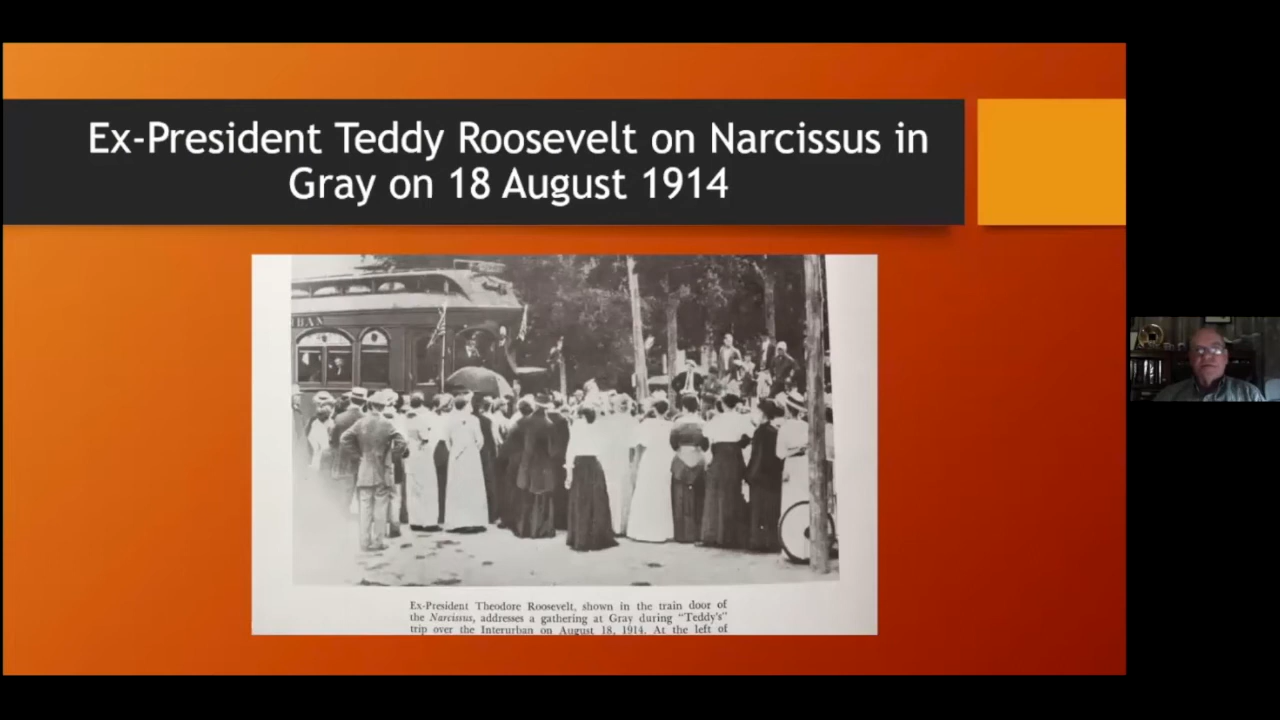 Ex-President Teddy Roosevelt on Narcissus in
Gray on 18 August 1914
BAN
Ex-President Theodore Roosevelt, shown in the train door of
the Narcissus, addresses a gathering at Gray during “Teddy's”
trip over the Interurban on August 18, 1914. At the left of